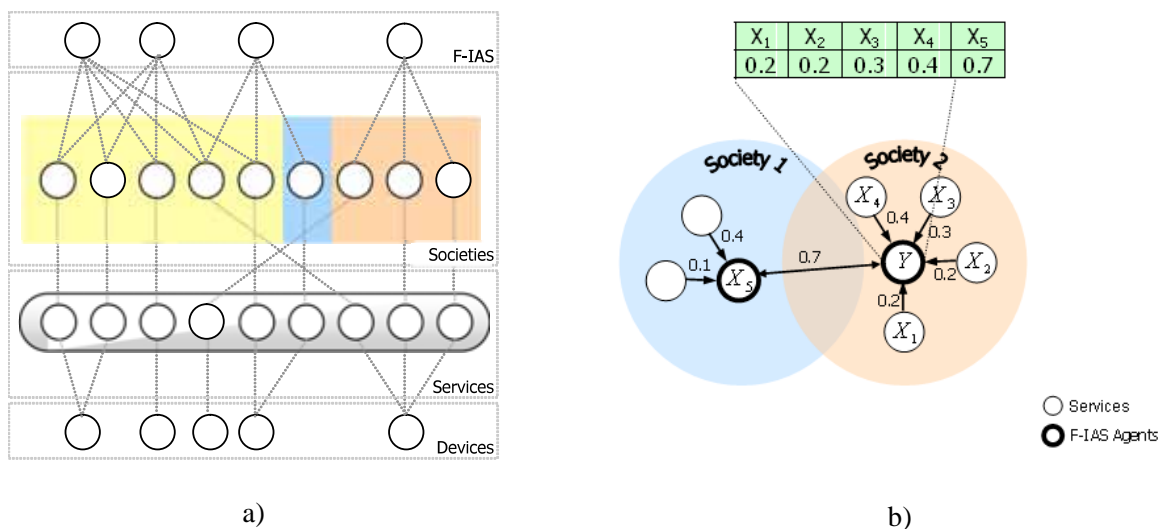 F-IAS
Societies
Services
Devices
a)
X₁ X₂ X₃ X₄ X₅
0.2 0.2 0.3 0.4 0.7
Society 1
Society 2
X₄
X₃
0.4
0.3
0.4
0.7
Y
X₂
0.1
X₅
0.2
0.2
X₁
Services
F-IAS Agents
b)